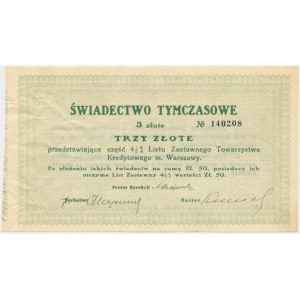 ŚWIADECTWO TYMCZASOWE
3 złote № 140208
TRZY ZŁOTE
przedstawiające część 4½% Listu Zastawnego Towarzystwa
Kredytowego m. Warszawy.
Po złożeniu takich świadectw na sumę Zł. 50, posiadacz ich
otrzyma List Zastawny 4½% wartości Zł. 50.
Prezes Dyrekcji
Buchalter Kasjer